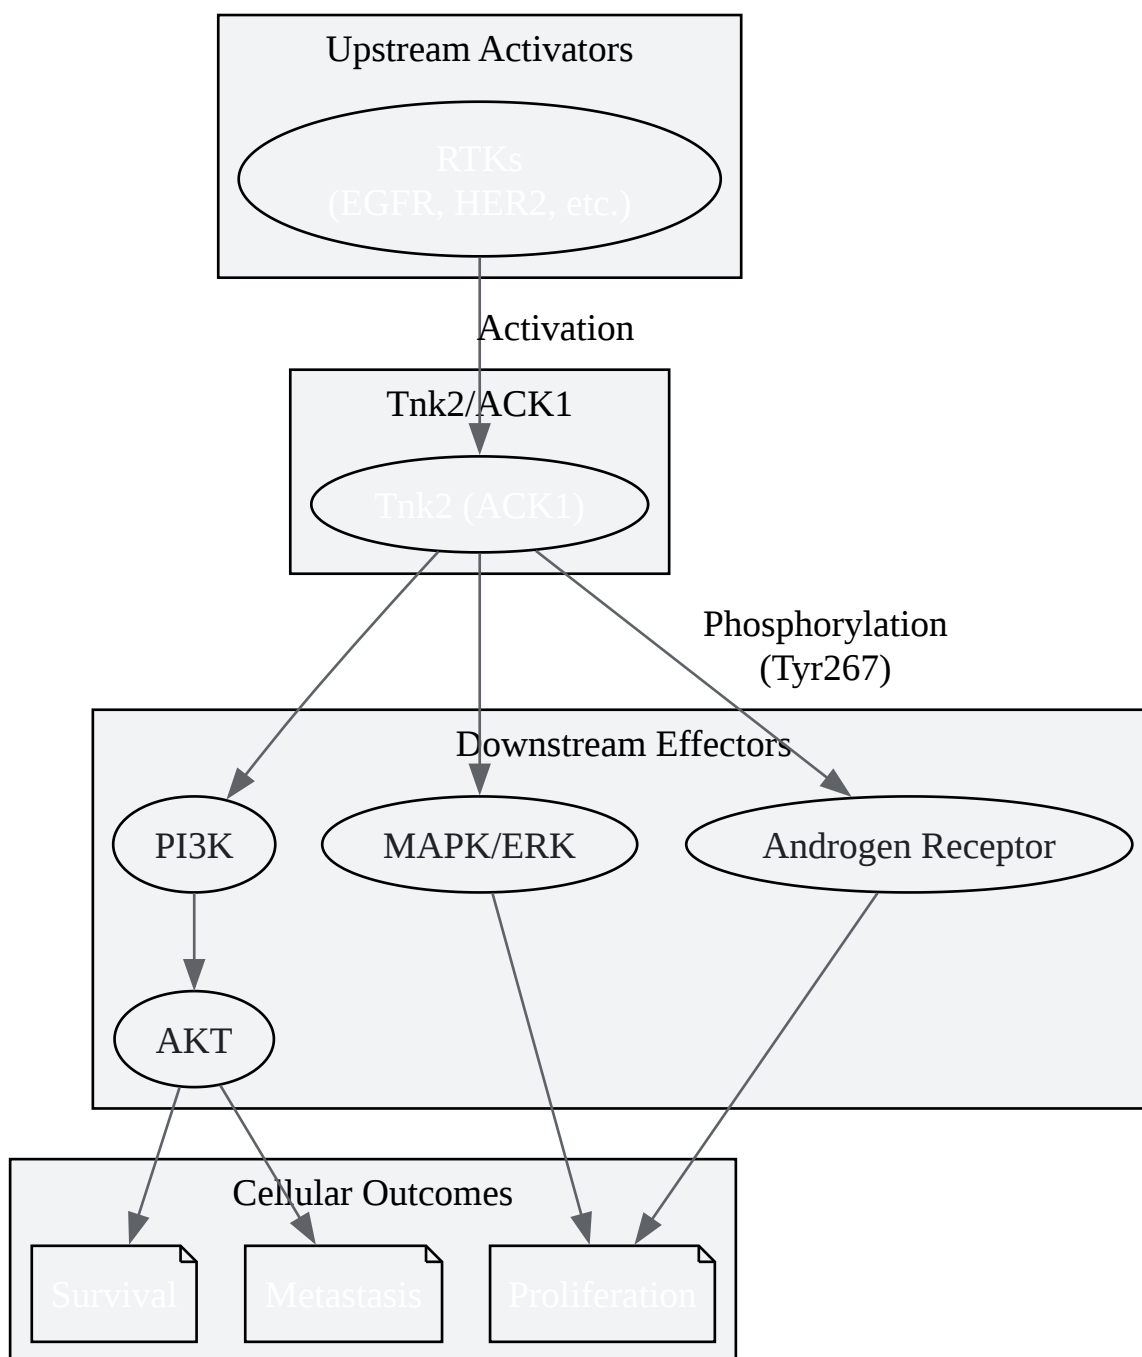 Upstream Activators
RTKs
(EGFR, HER2, etc.)
Activation
Tnk2/ACK1
Tnk2 (ACK1)
Phosphorylation
(Tyr267)
Downstream Effectors
PI3K
MAPK/ERK
Androgen Receptor
AKT
Cellular Outcomes
Survival
Metastasis
Proliferation